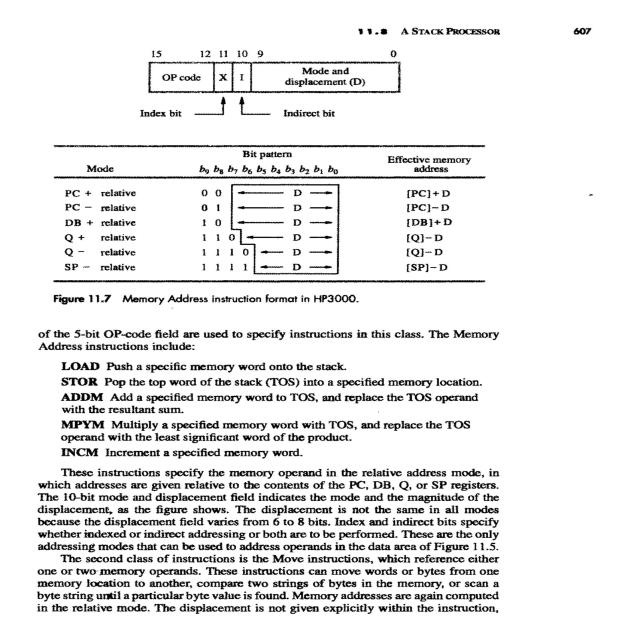 11.8 A STACK PROCESSOR 607
15 12 11 10 9 0
OP code X I Mode and
displacement (D)
Index bit Indirect bit
Bit pattern
Effective memory
Mode b9 b8 b7 b6 b5 b4 b3 b2 b1 b0 address
PC + relative 0 0 D [PC]+D
PC − relative 0 1 D [PC]−D
DB + relative 1 0 D [DB]+D
Q + relative 1 1 0 D [Q]−D
Q − relative 1 1 1 0 D [Q]−D
SP − relative 1 1 1 1 D [SP]−D
Figure 11.7 Memory Address instruction format in HP3000.
of the 5-bit OP-code field are used to specify instructions in this class. The Memory
Address instructions include:
LOAD Push a specific memory word onto the stack.
STOR Pop the top word of the stack (TOS) into a specified memory location.
ADDM Add a specified memory word to TOS, and replace the TOS operand
with the resultant sum.
MPYM Multiply a specified memory word with TOS, and replace the TOS
operand with the least significant word of the product.
INCM Increment a specified memory word.
These instructions specify the memory operand in the relative address mode, in
which addresses are given relative to the contents of the PC, DB, Q, or SP registers.
The 10-bit mode and displacement field indicates the mode and the magnitude of the
displacement, as the figure shows. The displacement is not the same in all modes
because the displacement field varies from 6 to 8 bits. Index and indirect bits specify
whether indexed or indirect addressing or both are to be performed. These are the only
addressing modes that can be used to address operands in the data area of Figure 11.5.
The second class of instructions is the Move instructions, which reference either
one or two memory operands. These instructions can move words or bytes from one
memory location to another, compare two strings of bytes in the memory, or scan a
byte string until a particular byte value is found. Memory addresses are again computed
in the relative mode. The displacement is not given explicitly within the instruction,